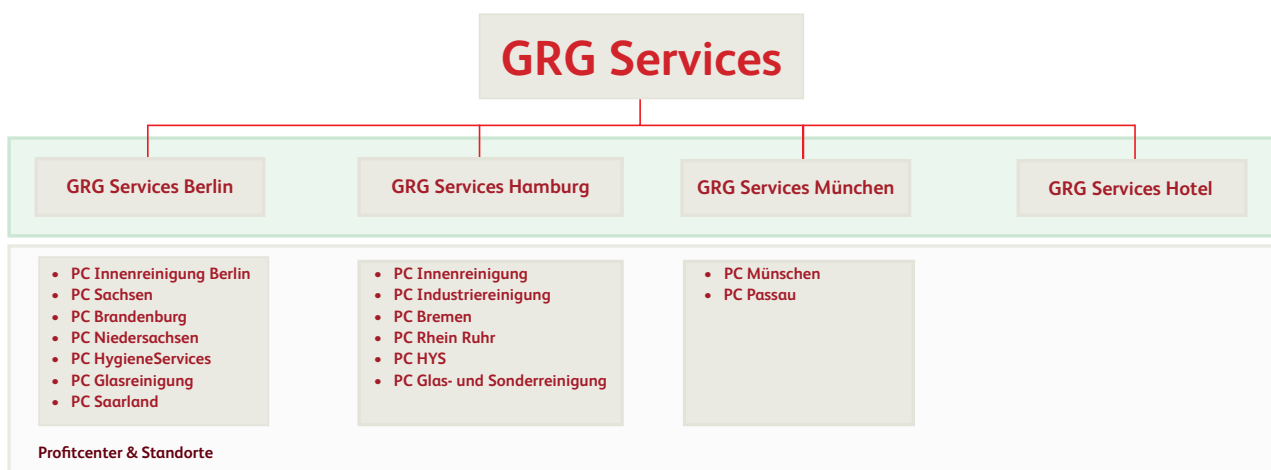 GRG Services
GRG Services Berlin
GRG Services Hamburg
GRG Services München
GRG Services Hotel
• PC Innenreinigung Berlin
• PC Sachsen
• PC Brandenburg
• PC Niedersachsen
• PC HygieneServices
• PC Glasreinigung
• PC Saarland
• PC Innenreinigung
• PC Industriereinigung
• PC Bremen
• PC Rhein Ruhr
• PC HYS
• PC Glas- und Sonderreinigung
• PC Münschen
• PC Passau
Profitcenter & Standorte